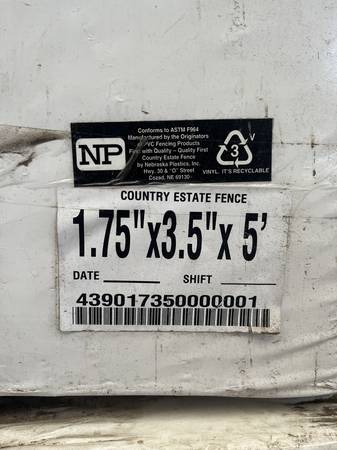 NP
Conforms to ASTM F964
Manufactured by the Originators
of PVC Fencing Products
First with Quality - Quality First
Country Estate Fence
by Nebraska Plastics, Inc.
Hwy. 30 & "O" Street
Cozad, NE 69130
3
V
VINYL. IT'S RECYCLABLE
COUNTRY ESTATE FENCE
1.75"x3.5"x 5'
DATE ______ SHIFT ______
439017350000001